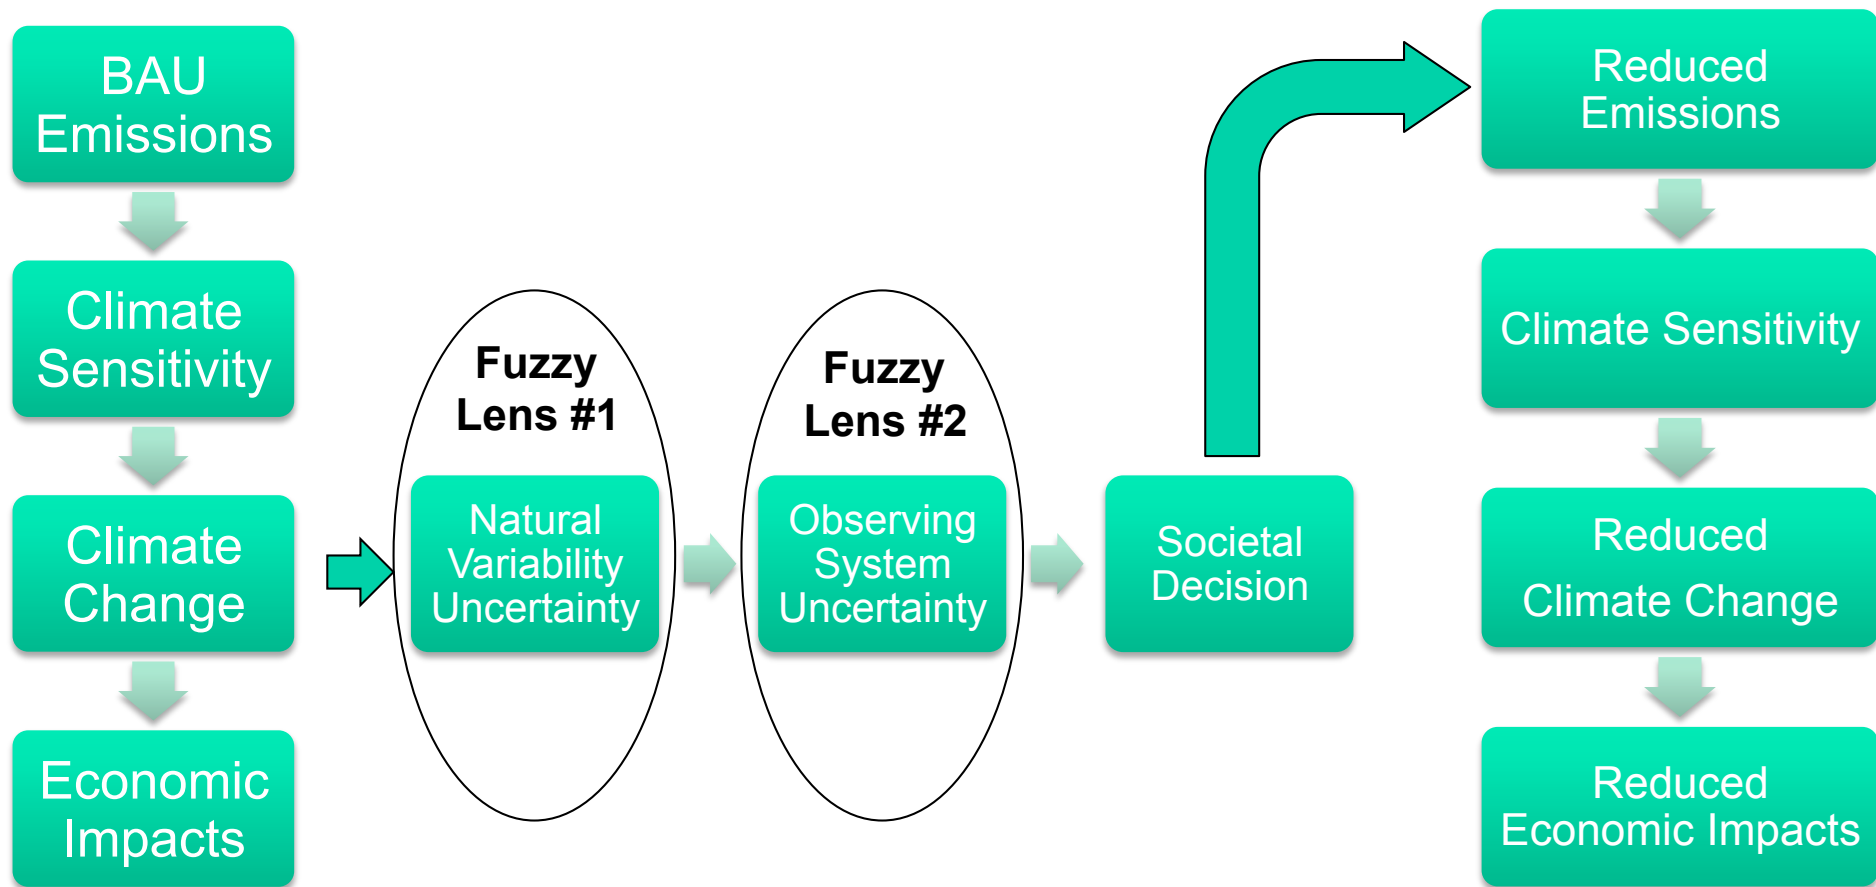 BAU
Emissions
Climate
Sensitivity
Climate
Change
Economic
Impacts
Fuzzy
Lens #1
Natural
Variability
Uncertainty
Fuzzy
Lens #2
Observing
System
Uncertainty
Societal
Decision
Reduced
Emissions
Climate Sensitivity
Reduced
Climate Change
Reduced
Economic Impacts